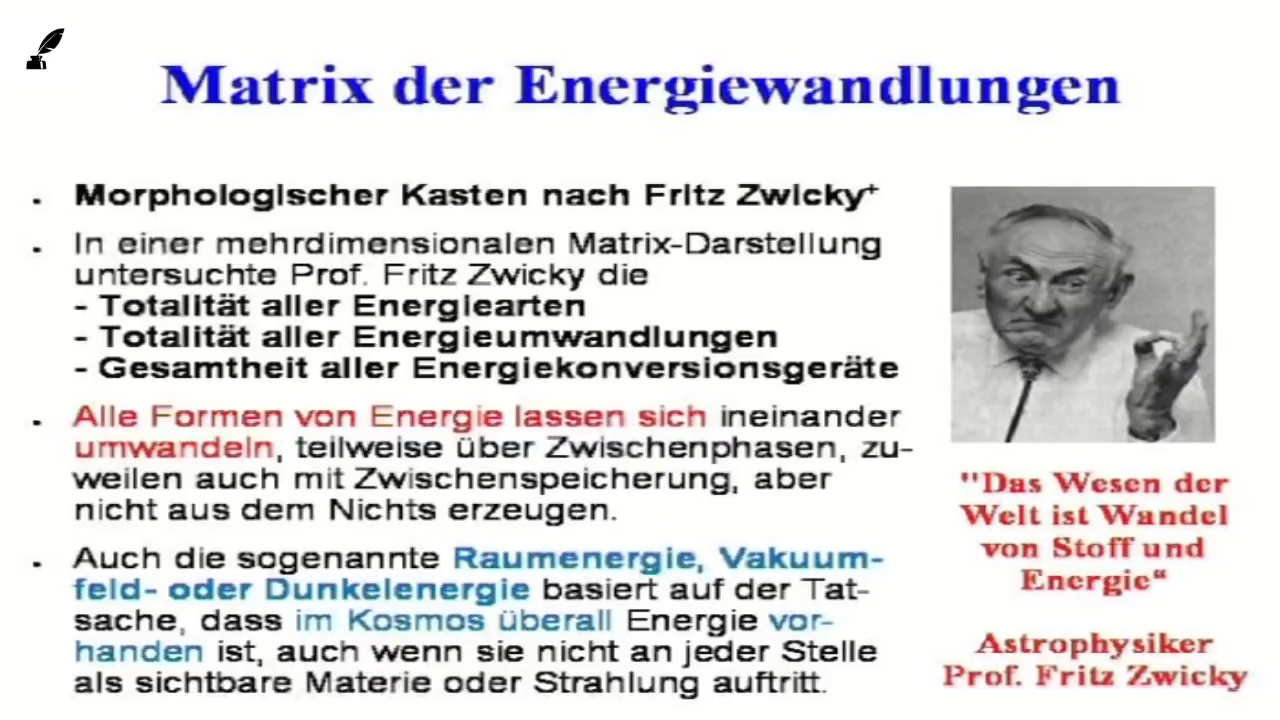 Matrix der Energiewandlungen
. Morphologischer Kasten nach Fritz Zwicky+
. In einer mehrdimensionalen Matrix-Darstellung
untersuchte Prof. Fritz Zwicky die
- Totalität aller Energiearten
- Totalität aller Energieumwandlungen
- Gesamtheit aller Energiekonversionsgeräte
. Alle Formen von Energie lassen sich ineinander
umwandeln, teilweise über Zwischenphasen, zu-
weilen auch mit Zwischenspeicherung, aber
nicht aus dem Nichts erzeugen.
. Auch die sogenannte Raumenergie, Vakuum-
feld- oder Dunkelenergie basiert auf der Tat-
sache, dass im Kosmos überall Energie vor-
handen ist, auch wenn sie nicht an jeder Stelle
als sichtbare Materie oder Strahlung auftritt.
"Das Wesen der
Welt ist Wandel
von Stoff und
Energie“
Astrophysiker
Prof. Fritz Zwicky